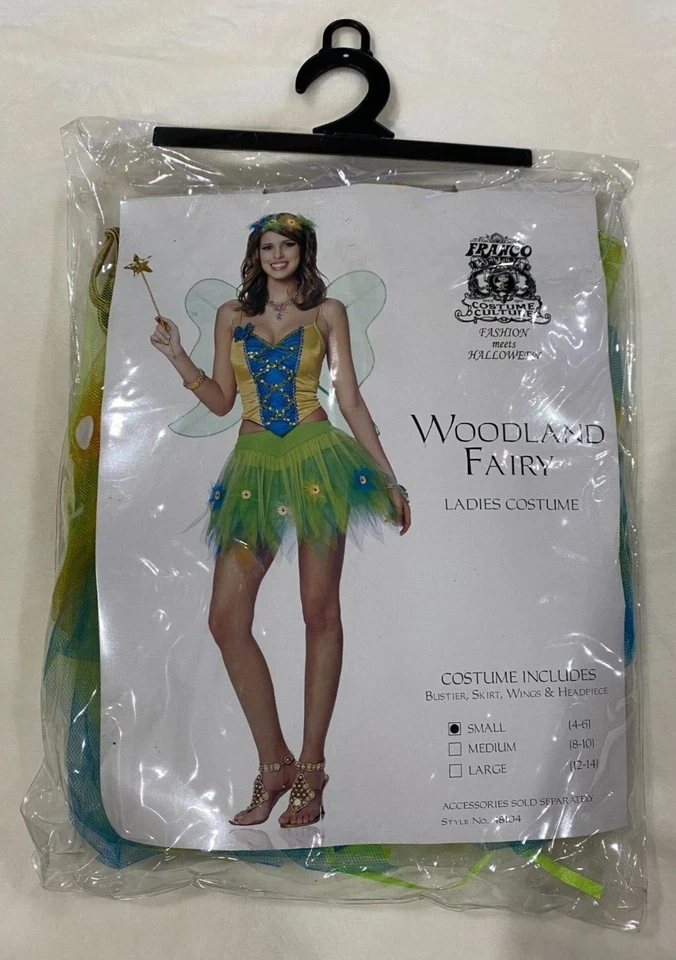 FRANCO
COSTUME
CULTURE
FASHION
meets
HALLOWEEN
WOODLAND
FAIRY
LADIES COSTUME
COSTUME INCLUDES
BUSTIER, SKIRT, WINGS & HEADPIECE
SMALL (4-6)
MEDIUM (8-10)
LARGE (12-14)
ACCESSORIES SOLD SEPARATELY
STYLE NO. 48194